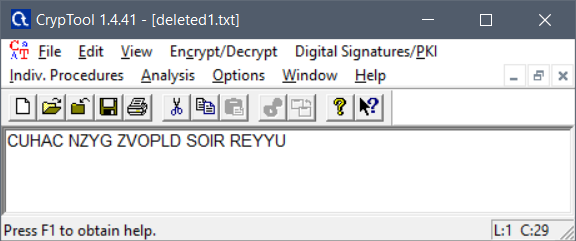 CrypTool 1.4.41 - [deleted1.txt]
File Edit View Encrypt/Decrypt Digital Signatures/PKI
Indiv. Procedures Analysis Options Window Help
CUHAC NZYG ZVOPLD SOIR REYYU
Press F1 to obtain help. L:1 C:29